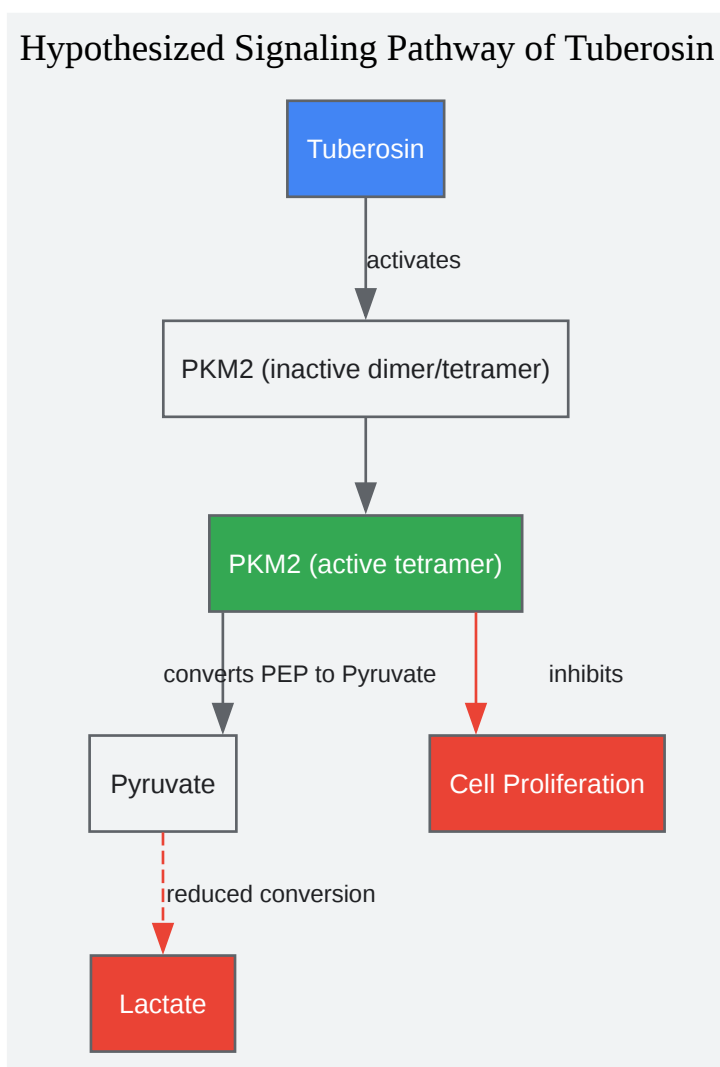 Hypothesized Signaling Pathway of Tuberosin
Tuberosin
activates
PKM2 (inactive dimer/tetramer)
PKM2 (active tetramer)
converts PEP to Pyruvate
inhibits
Pyruvate
Cell Proliferation
reduced conversion
Lactate